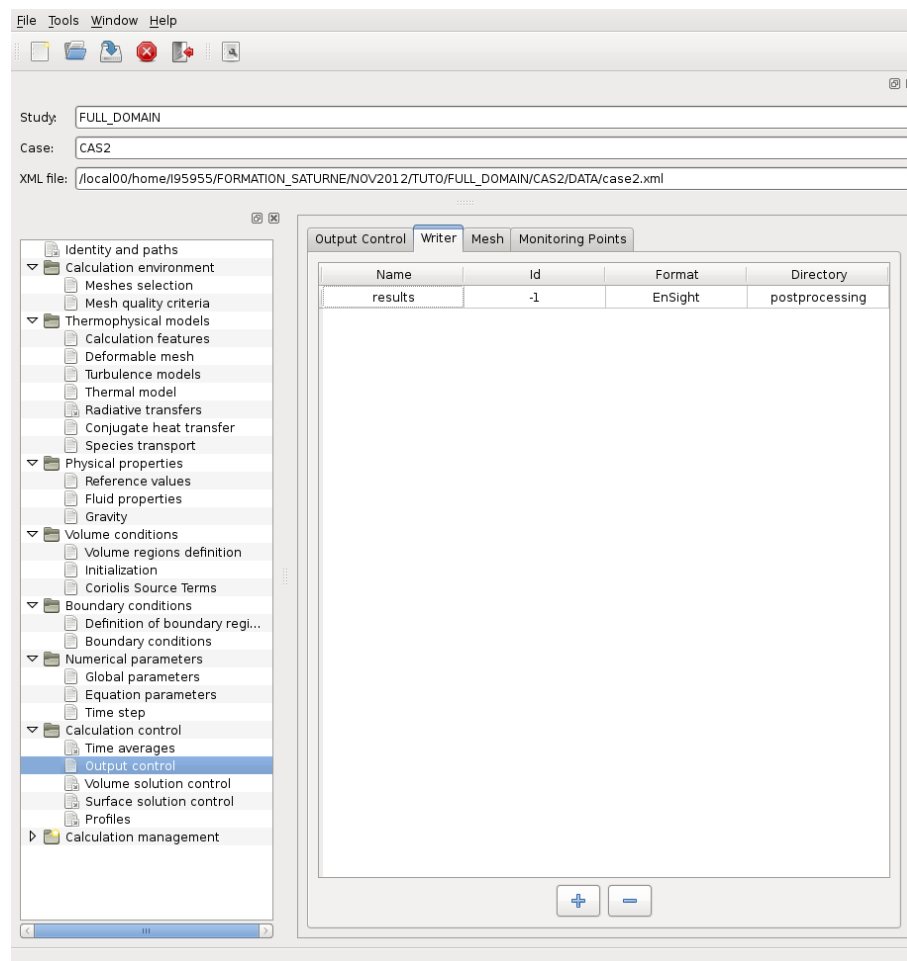 File Tools Window Help
Study: FULL_DOMAIN
Case: CAS2
XML file: /local00/home/I95955/FORMATION_SATURNE/NOV2012/TUTO/FULL_DOMAIN/CAS2/DATA/case2.xml
Identity and paths
Calculation environment
Meshes selection
Mesh quality criteria
Thermophysical models
Calculation features
Deformable mesh
Turbulence models
Thermal model
Radiative transfers
Conjugate heat transfer
Species transport
Physical properties
Reference values
Fluid properties
Gravity
Volume conditions
Volume regions definition
Initialization
Coriolis Source Terms
Boundary conditions
Definition of boundary regi...
Boundary conditions
Numerical parameters
Global parameters
Equation parameters
Time step
Calculation control
Time averages
Output control
Volume solution control
Surface solution control
Profiles
Calculation management
Output Control Writer Mesh Monitoring Points
Name Id Format Directory
results -1 EnSight postprocessing